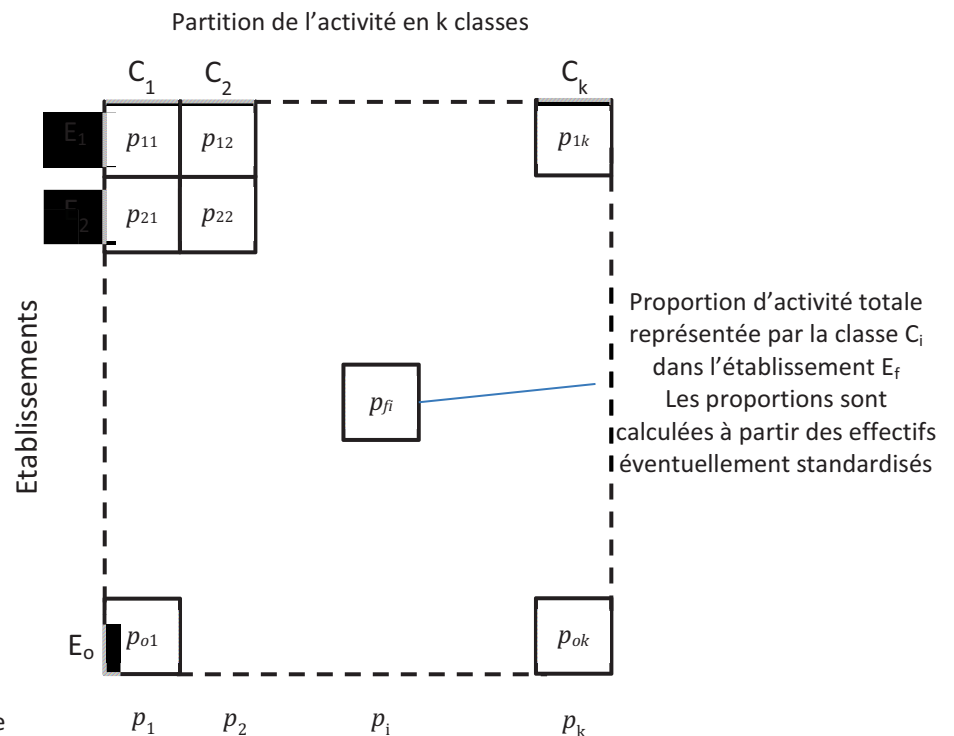 Partition de l’activité en k classes
C1 C2 Ck
E1 p11 p12 p1k
E2 p21 p22
Etablissements
Proportion d’activité totale
représentée par la classe Ci
dans l’établissement Ef
Les proportions sont
calculées à partir des effectifs
éventuellement standardisés
pfi
Eo po1 pok
e p1 p2 pi pk